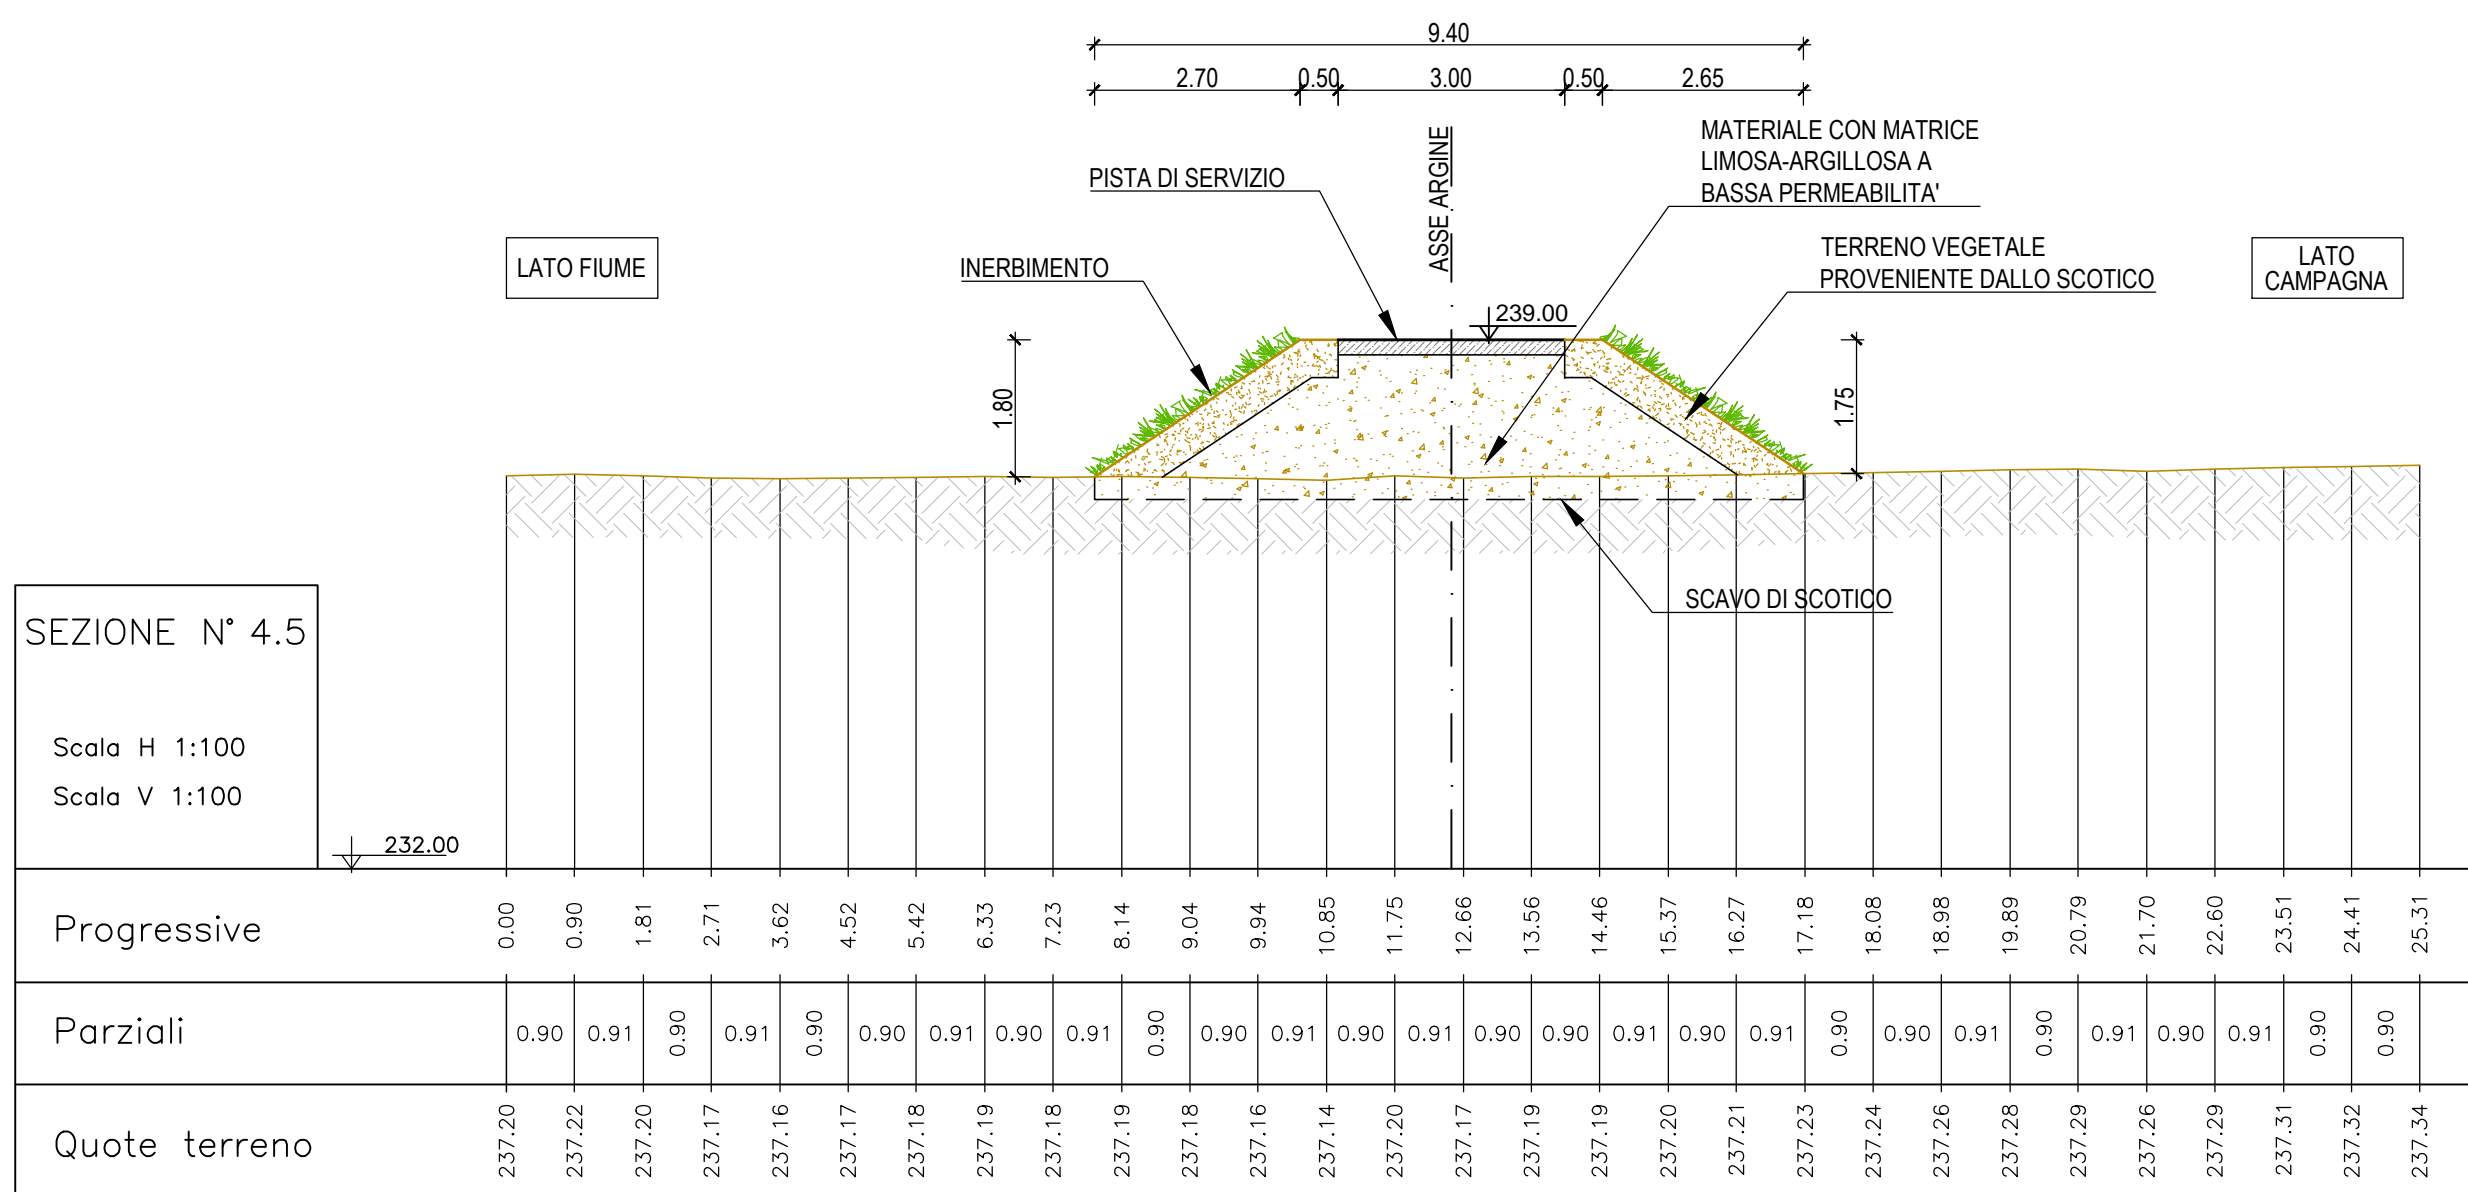 9.40
2.70 0.50 3.00 0.50 2.65
MATERIALE CON MATRICE
LIMOSA-ARGILLOSA A
BASSA PERMEABILITA'
ASSE ARGINE
PISTA DI SERVIZIO
TERRENO VEGETALE
PROVENIENTE DALLO SCOTICO
LATO FIUME
INERBIMENTO
LATO
CAMPAGNA
239.00
1.80
1.75
SCAVO DI SCOTICO
SEZIONE N° 4.5
Scala H 1:100
Scala V 1:100
232.00
Progressive 0.00 0.90 1.81 2.71 3.62 4.52 5.42 6.33 7.23 8.14 9.04 9.94 10.85 11.75 12.66 13.56 14.46 15.37 16.27 17.18 18.08 18.98 19.89 20.79 21.70 22.60 23.51 24.41 25.31
Parziali 0.90 0.91 0.90 0.91 0.90 0.90 0.91 0.90 0.91 0.90 0.90 0.91 0.90 0.91 0.90 0.90 0.91 0.90 0.91 0.90 0.90 0.91 0.90 0.91 0.90 0.91 0.90 0.90
Quote terreno 237.20 237.22 237.20 237.17 237.16 237.17 237.18 237.19 237.18 237.19 237.18 237.16 237.14 237.20 237.17 237.19 237.19 237.20 237.21 237.23 237.24 237.26 237.28 237.29 237.26 237.29 237.31 237.32 237.34